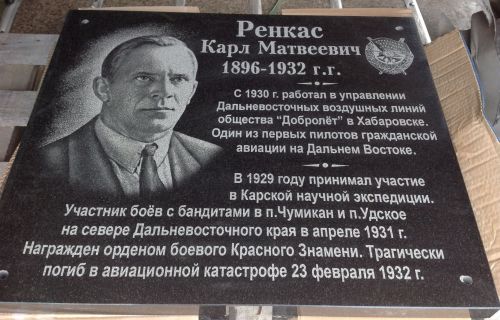 Ренкас
Карл Матвеевич
1896-1932 г.г.
С 1930 г. работал в управлении
Дальневосточных воздушных линий
общества "Добролёт" в Хабаровске.
Один из первых пилотов гражданской
авиации на Дальнем Востоке.
В 1929 году принимал участие
в Карской научной экспедиции.
Участник боёв с бандитами в п.Чумикан и п.Удское
на севере Дальневосточного края в апреле 1931 г.
Награжден орденом боевого Красного Знамени. Трагически
погиб в авиационной катастрофе 23 февраля 1932 г.